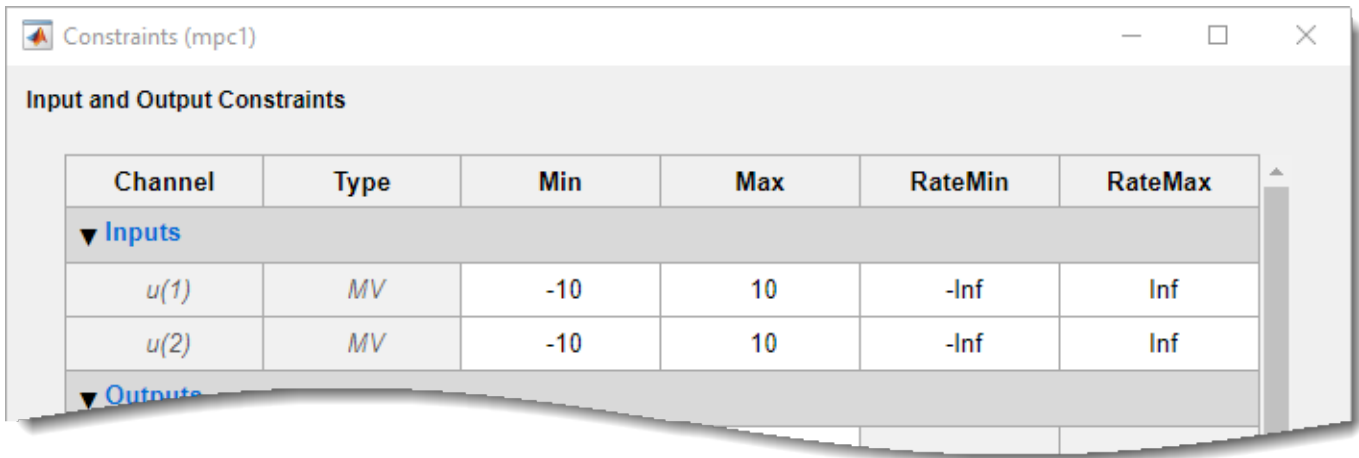 Constraints (mpc1)
Input and Output Constraints
Channel Type Min Max RateMin RateMax
Inputs
u(1) MV -10 10 -Inf Inf
u(2) MV -10 10 -Inf Inf
Outputs